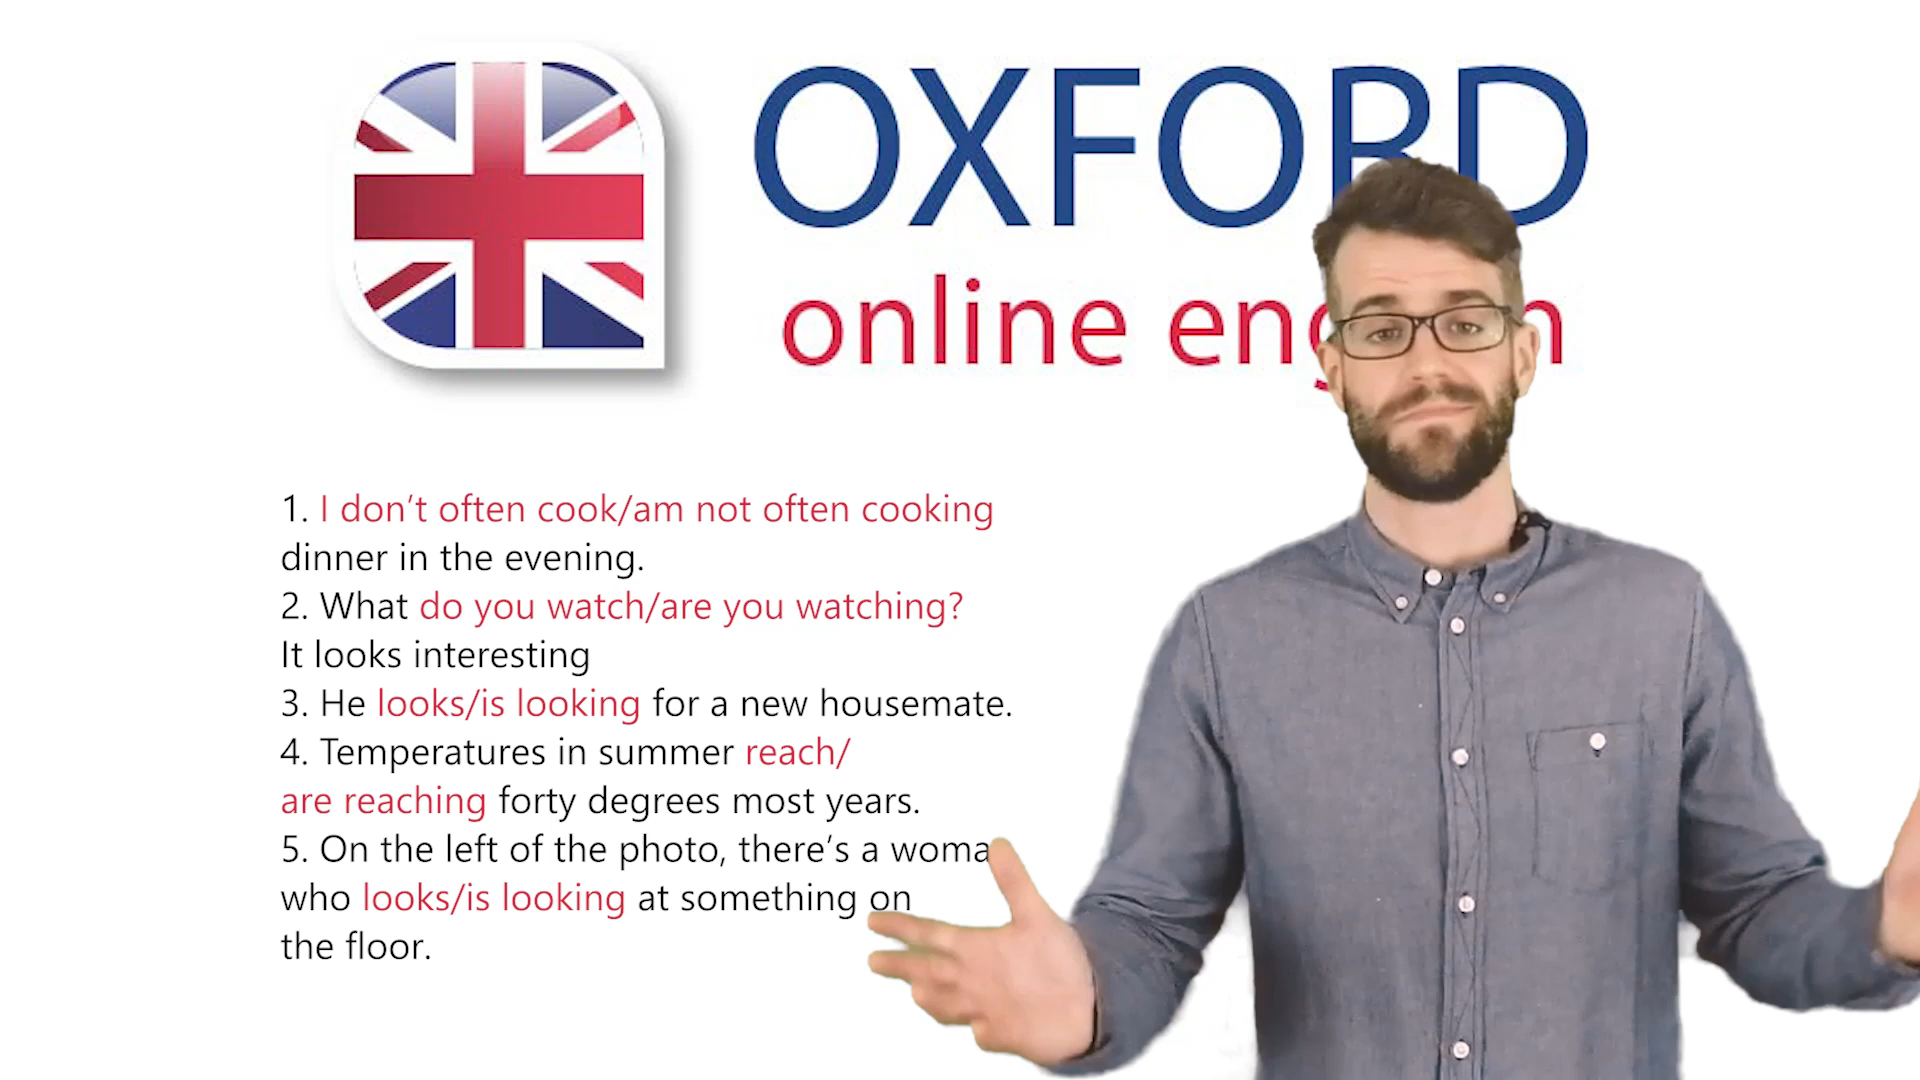 OXFORD
online
1. I don't often cook/am not often cooking
dinner in the evening.
2. What do you watch/are you watching?
It looks interesting
3. He looks/is looking for a new housemate.
4. Temperatures in summer reach/
are reaching forty degrees most years.
5. On the left of the photo, there's a
who looks/is looking at something on
the floor.